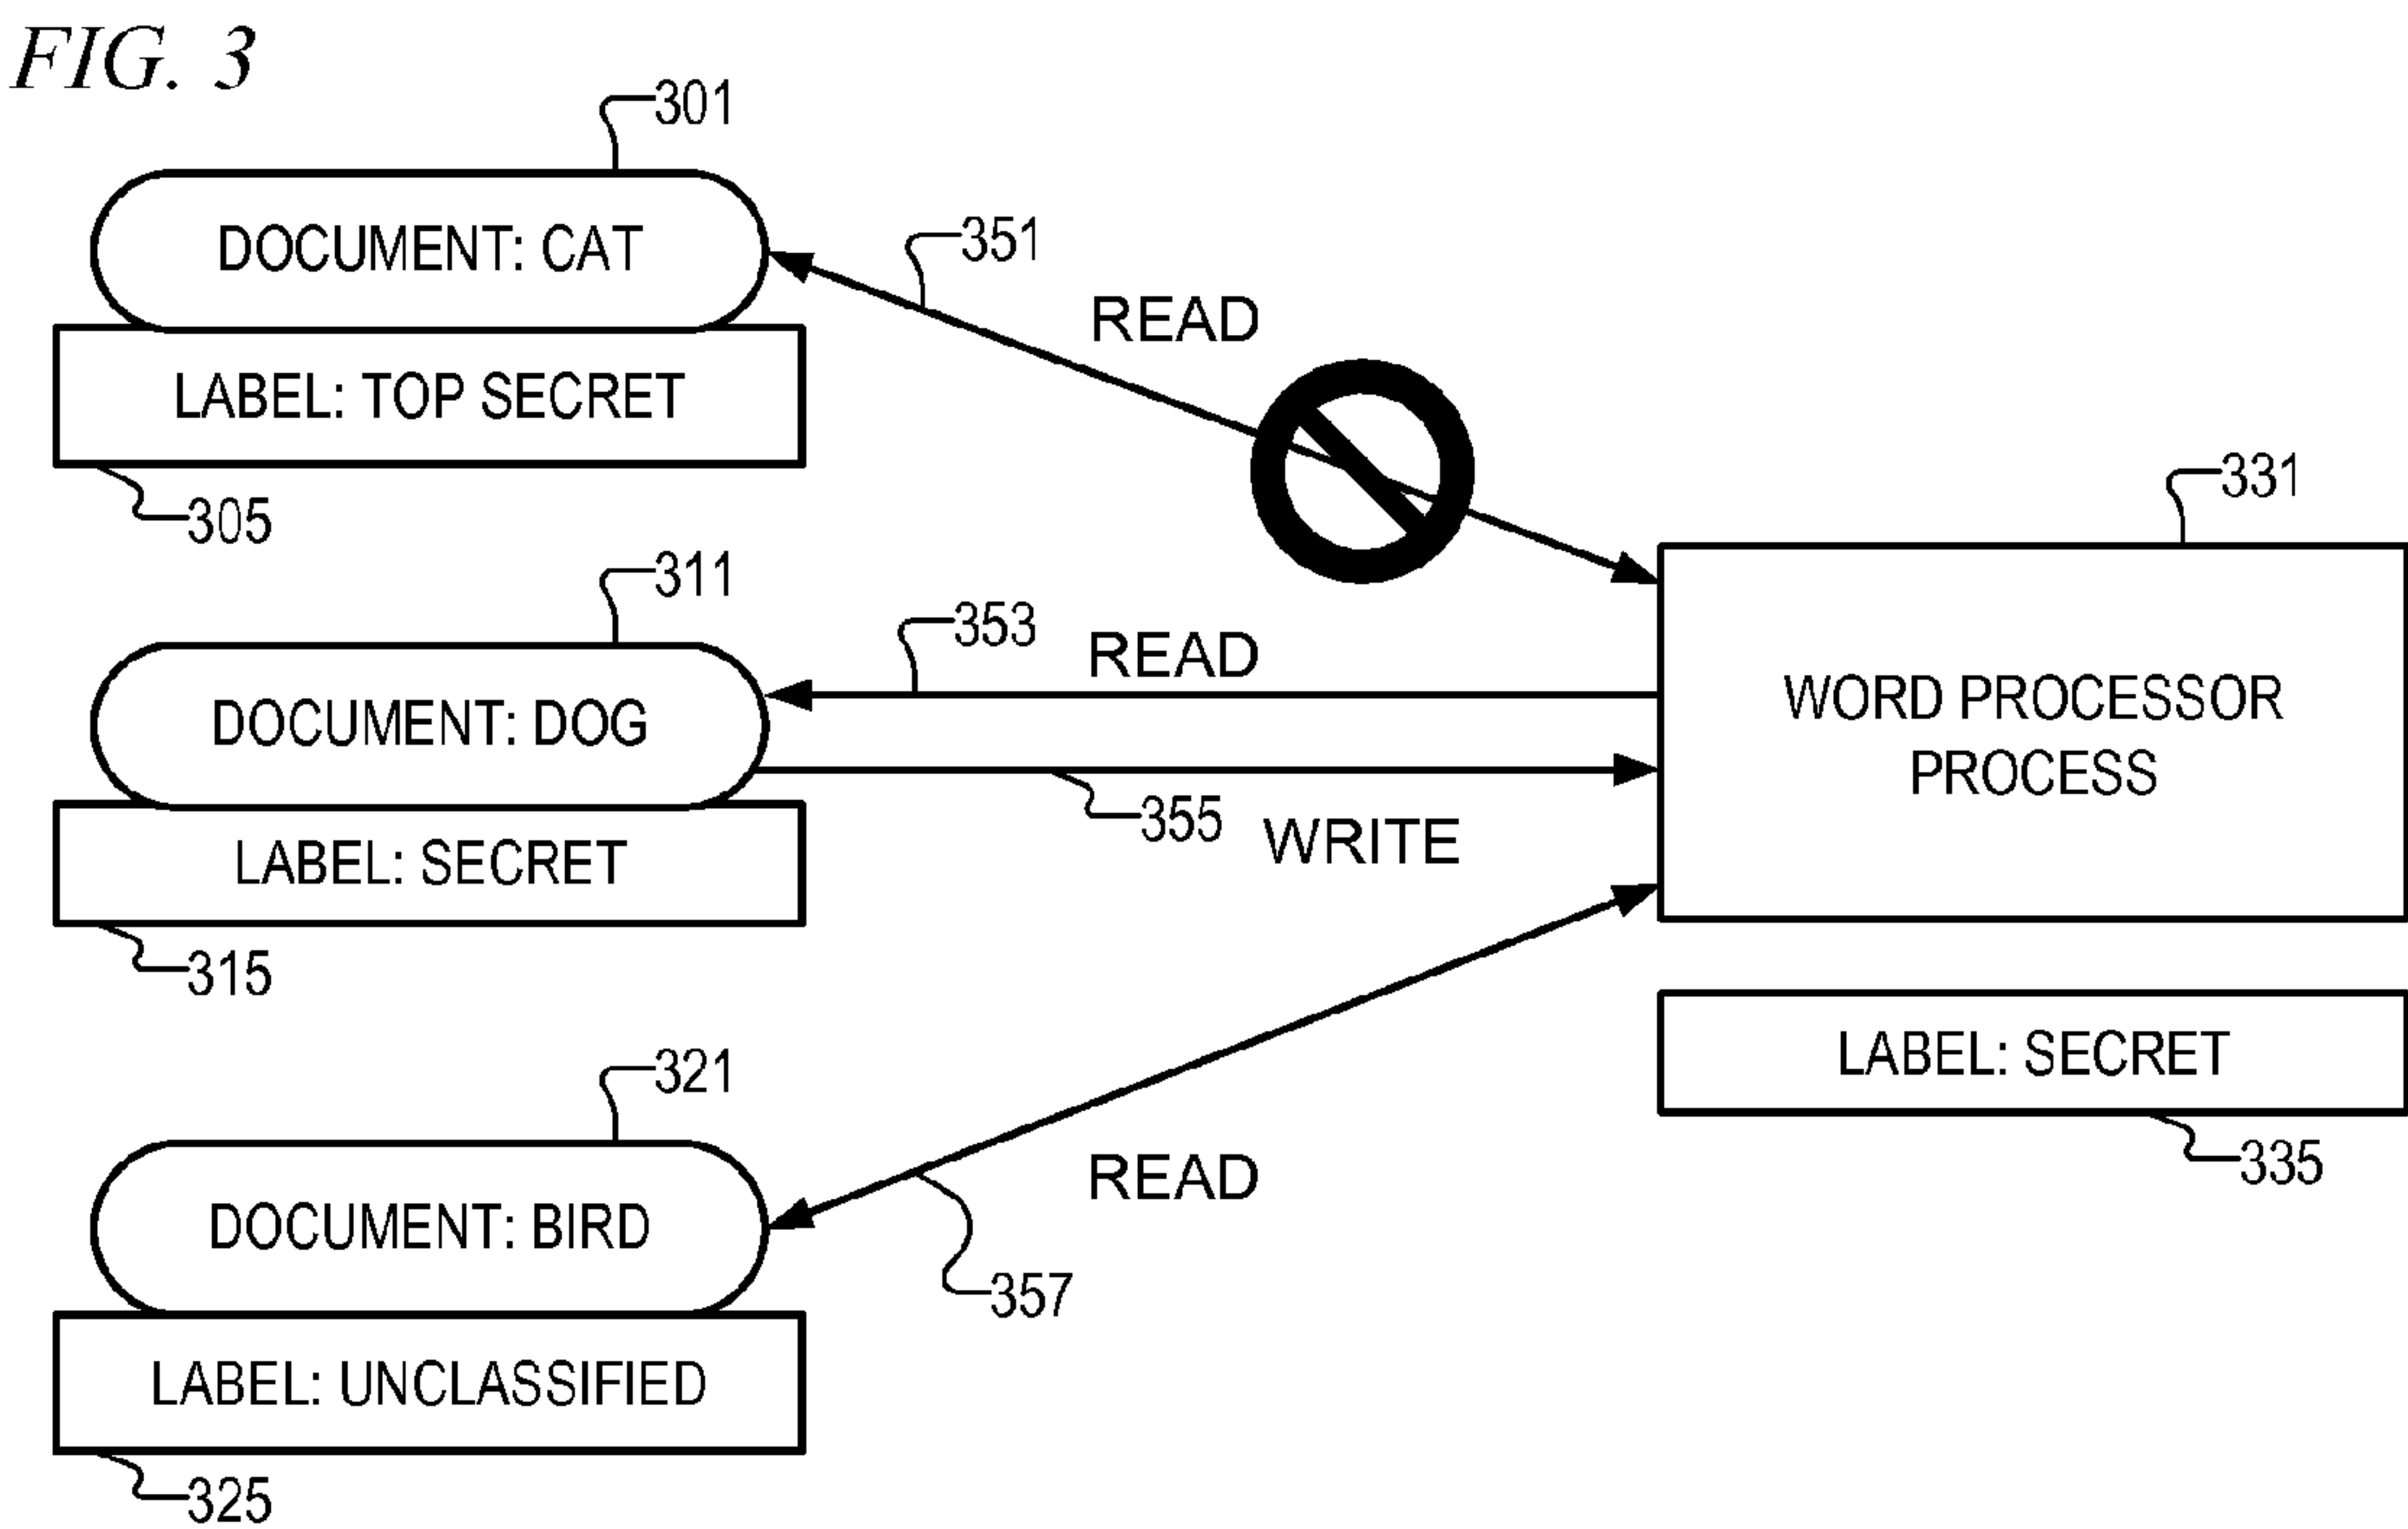 FIG. 3
301
DOCUMENT: CAT
LABEL: TOP SECRET
305
351
READ
331
311
353
READ
DOCUMENT: DOG
WORD PROCESSOR
PROCESS
355
WRITE
LABEL: SECRET
315
LABEL: SECRET
335
321
READ
DOCUMENT: BIRD
357
LABEL: UNCLASSIFIED
325